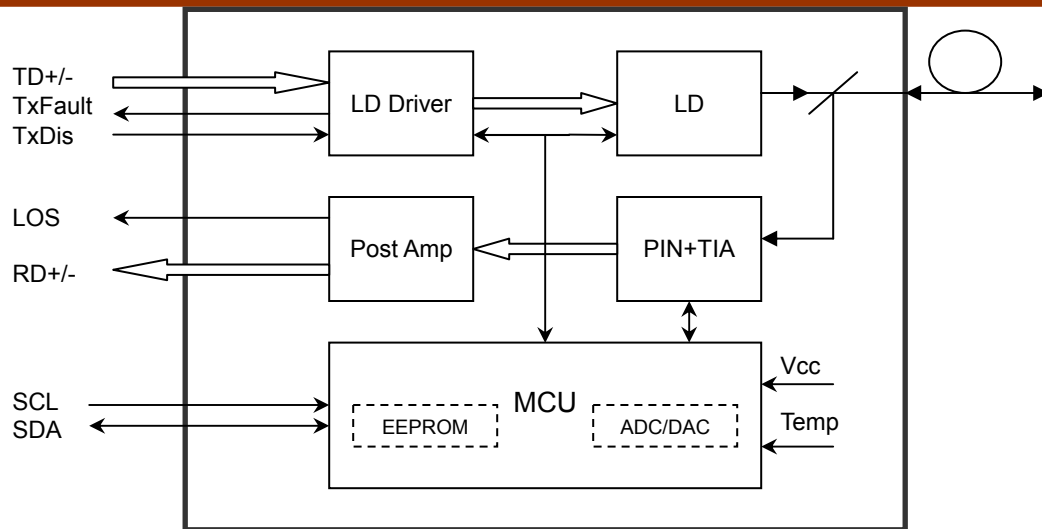 TD+/-
TxFault
TxDis
LD Driver
LD
LOS
RD+/-
Post Amp
PIN+TIA
SCL
SDA
MCU
EEPROM
ADC/DAC
Vcc
Temp